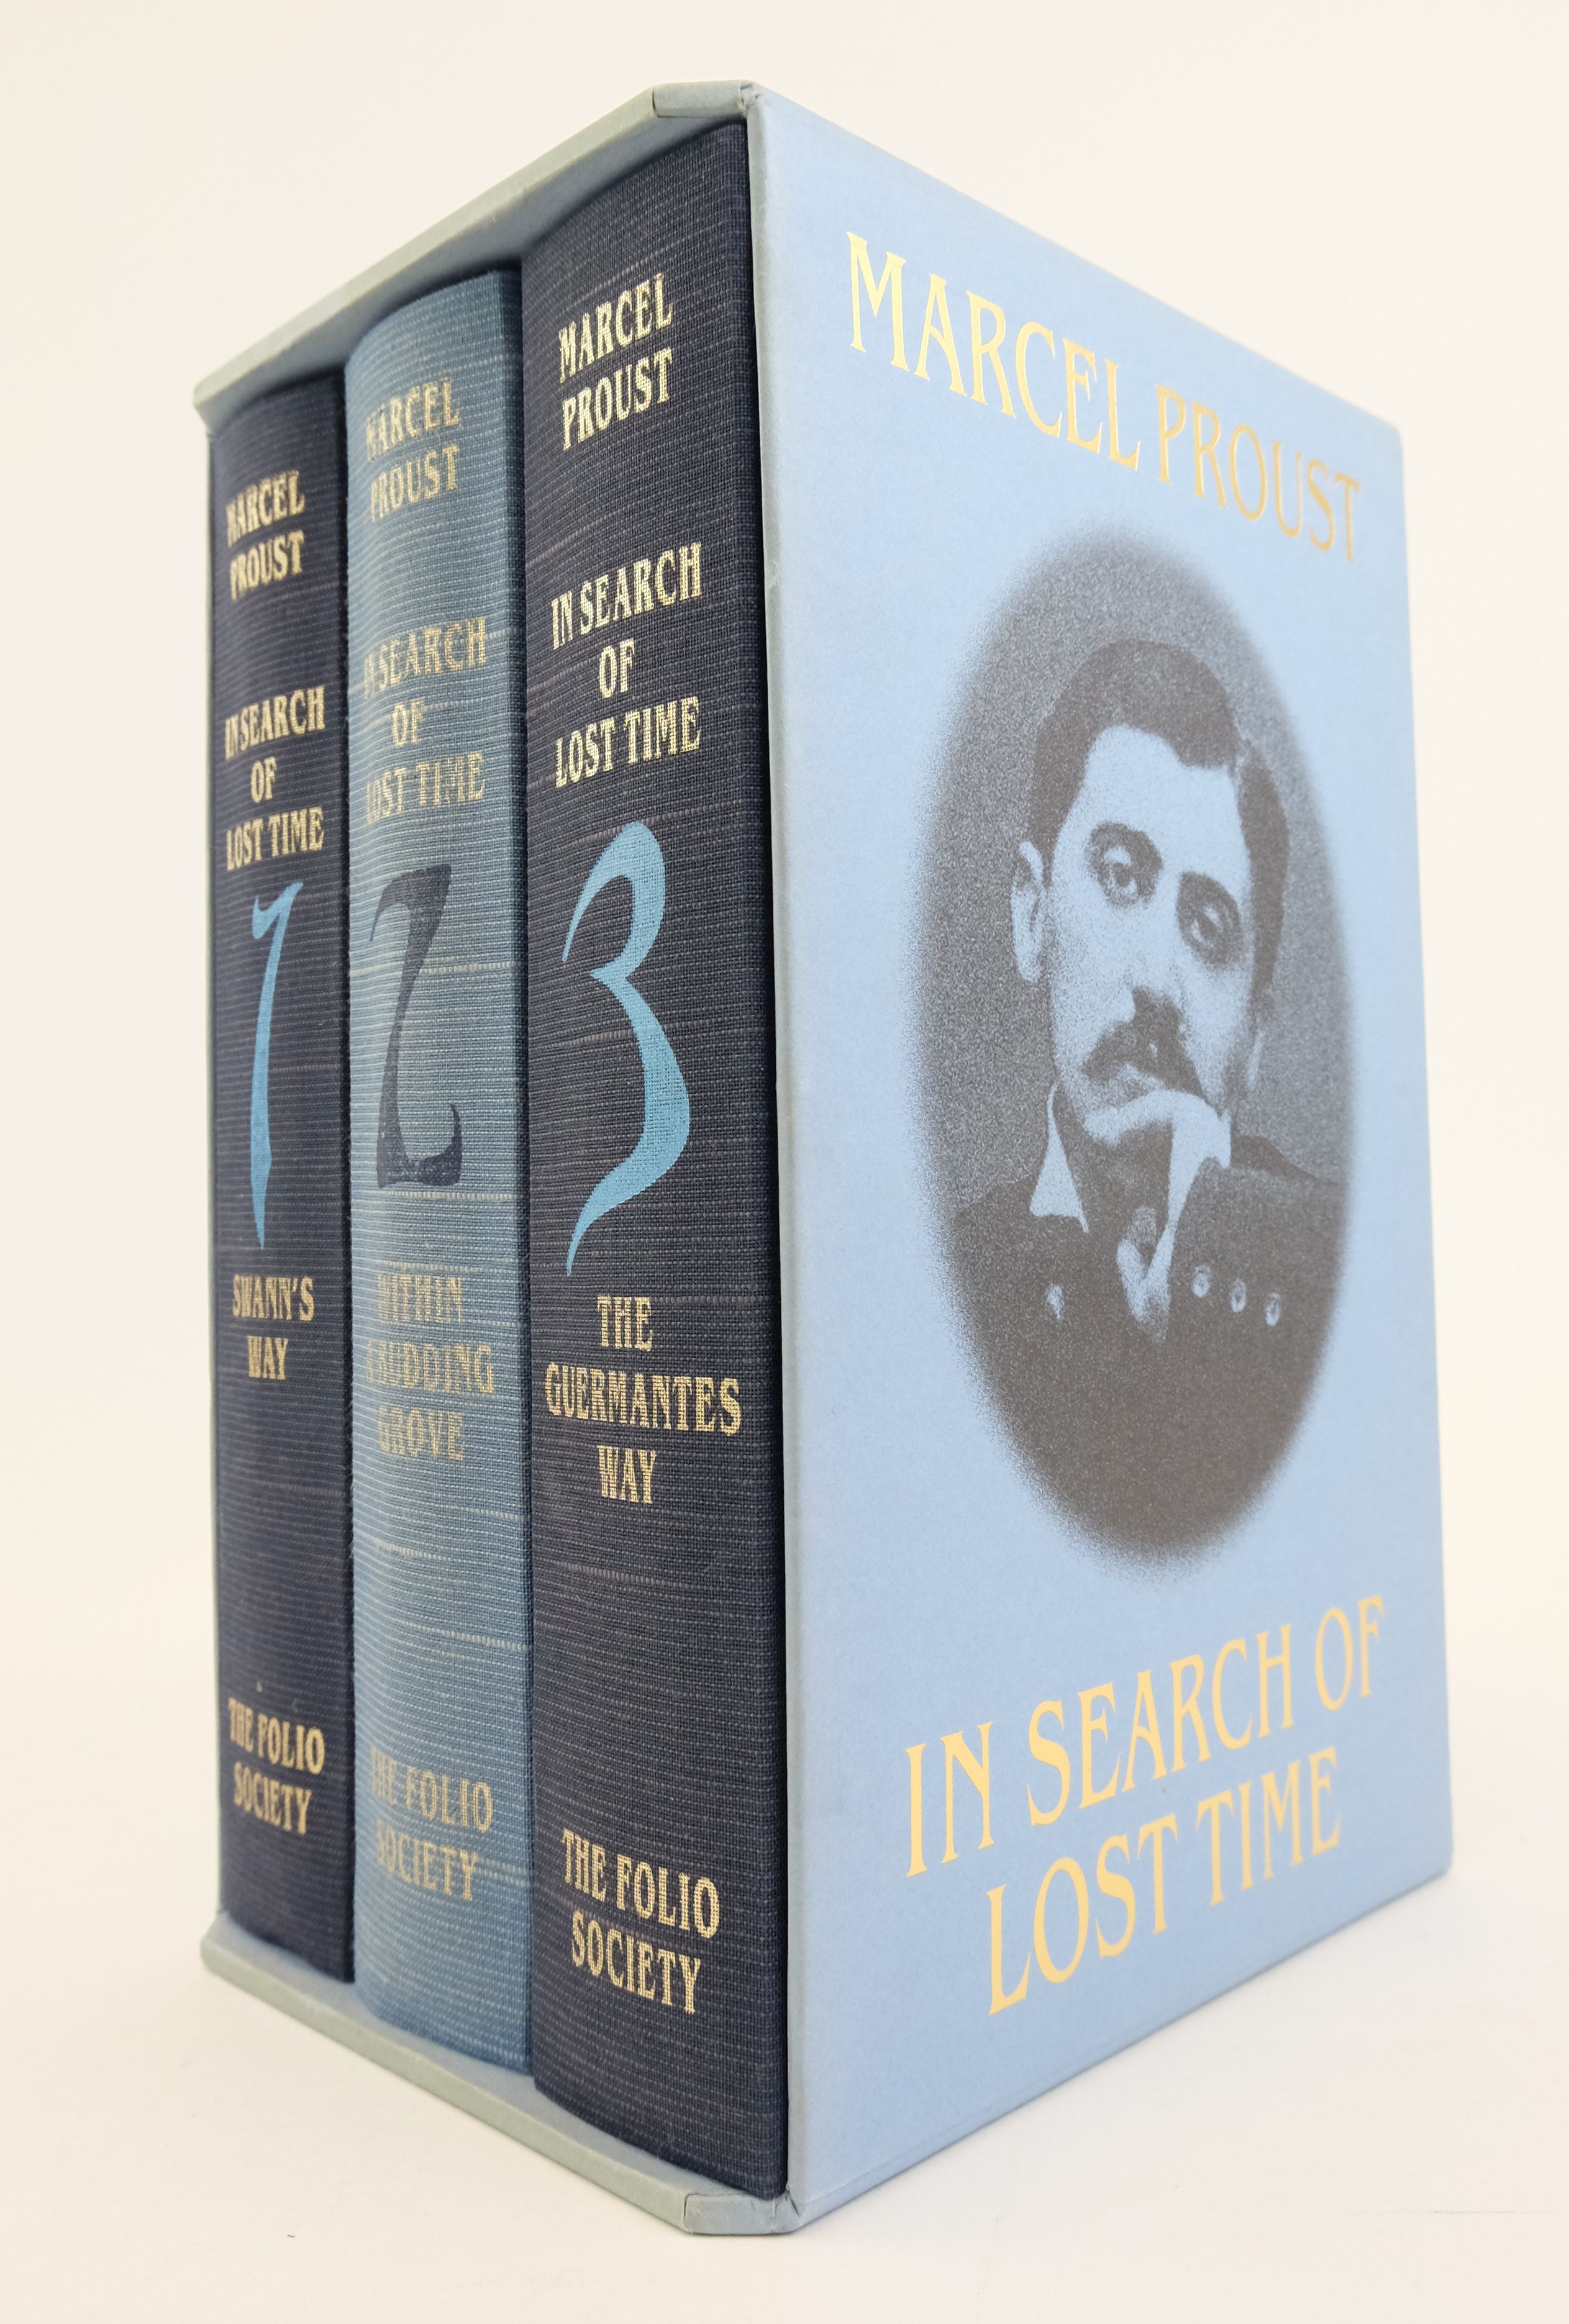 MARCEL
PROUST
IN SEARCH
OF
LOST TIME
1
SWANN'S
WAY
THE FOLIO
SOCIETY
MARCEL
PROUST
IN SEARCH
OF
LOST TIME
2
WITHIN
A BUDDING
GROVE
THE FOLIO
SOCIETY
MARCEL
PROUST
IN SEARCH
OF
LOST TIME
3
THE
GUERMANTES
WAY
THE FOLIO
SOCIETY
MARCEL PROUST
IN SEARCH OF
LOST TIME